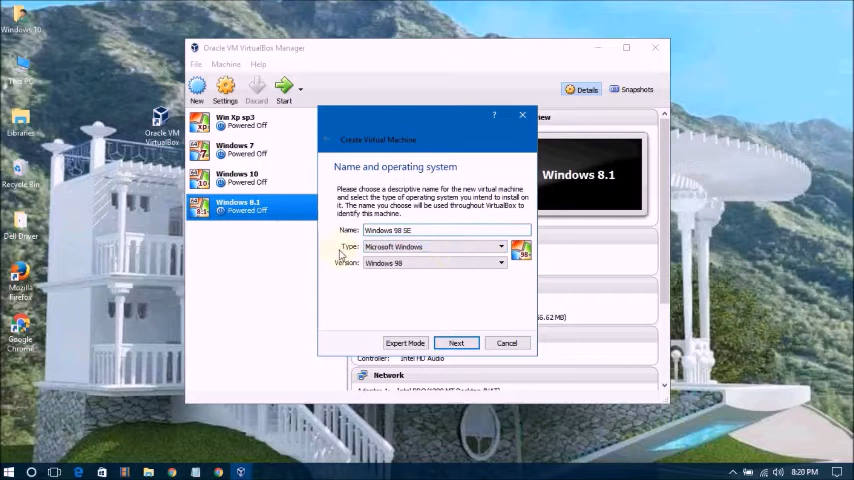 Windows 10
This PC
Libraries
Recycle Bin
Dell Driver
Mozilla
Firefox
Google
Chrome
Oracle VM
VirtualBox
Oracle VM VirtualBox Manager
File Machine Help
New Settings Discard Start
Details Snapshots
Win Xp sp3
Powered Off
Windows 7
Powered Off
Windows 10
Powered Off
Windows 8.1
Powered Off
Windows 8.1
Create Virtual Machine
Name and operating system
Please choose a descriptive name for the new virtual machine
and select the type of operating system you intend to install on
it. The name you choose will be used throughout VirtualBox to
identify this machine.
Name: Windows 98 SE
Type: Microsoft Windows
Version: Windows 98
98
Expert Mode Next Cancel
Controller: Intel HD Audio
Network
8:20 PM